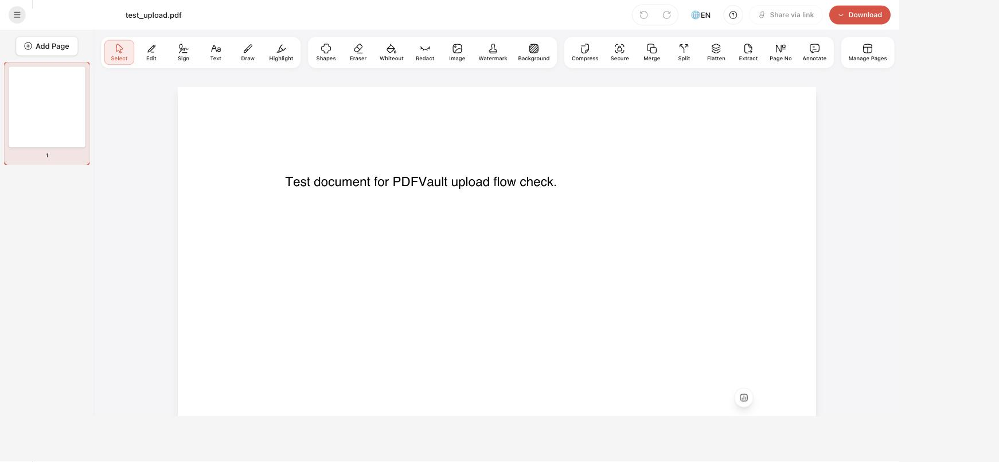 test_upload.pdf
EN
Share via link
Download
Add Page
Select
Edit
Sign
Aa
Text
Draw
Highlight
Shapes
Eraser
Whiteout
Redact
Image
Watermark
Background
Compress
Secure
Merge
Split
Flatten
Extract
Nº
Page No
Annotate
Manage Pages
1
Test document for PDFVault upload flow check.